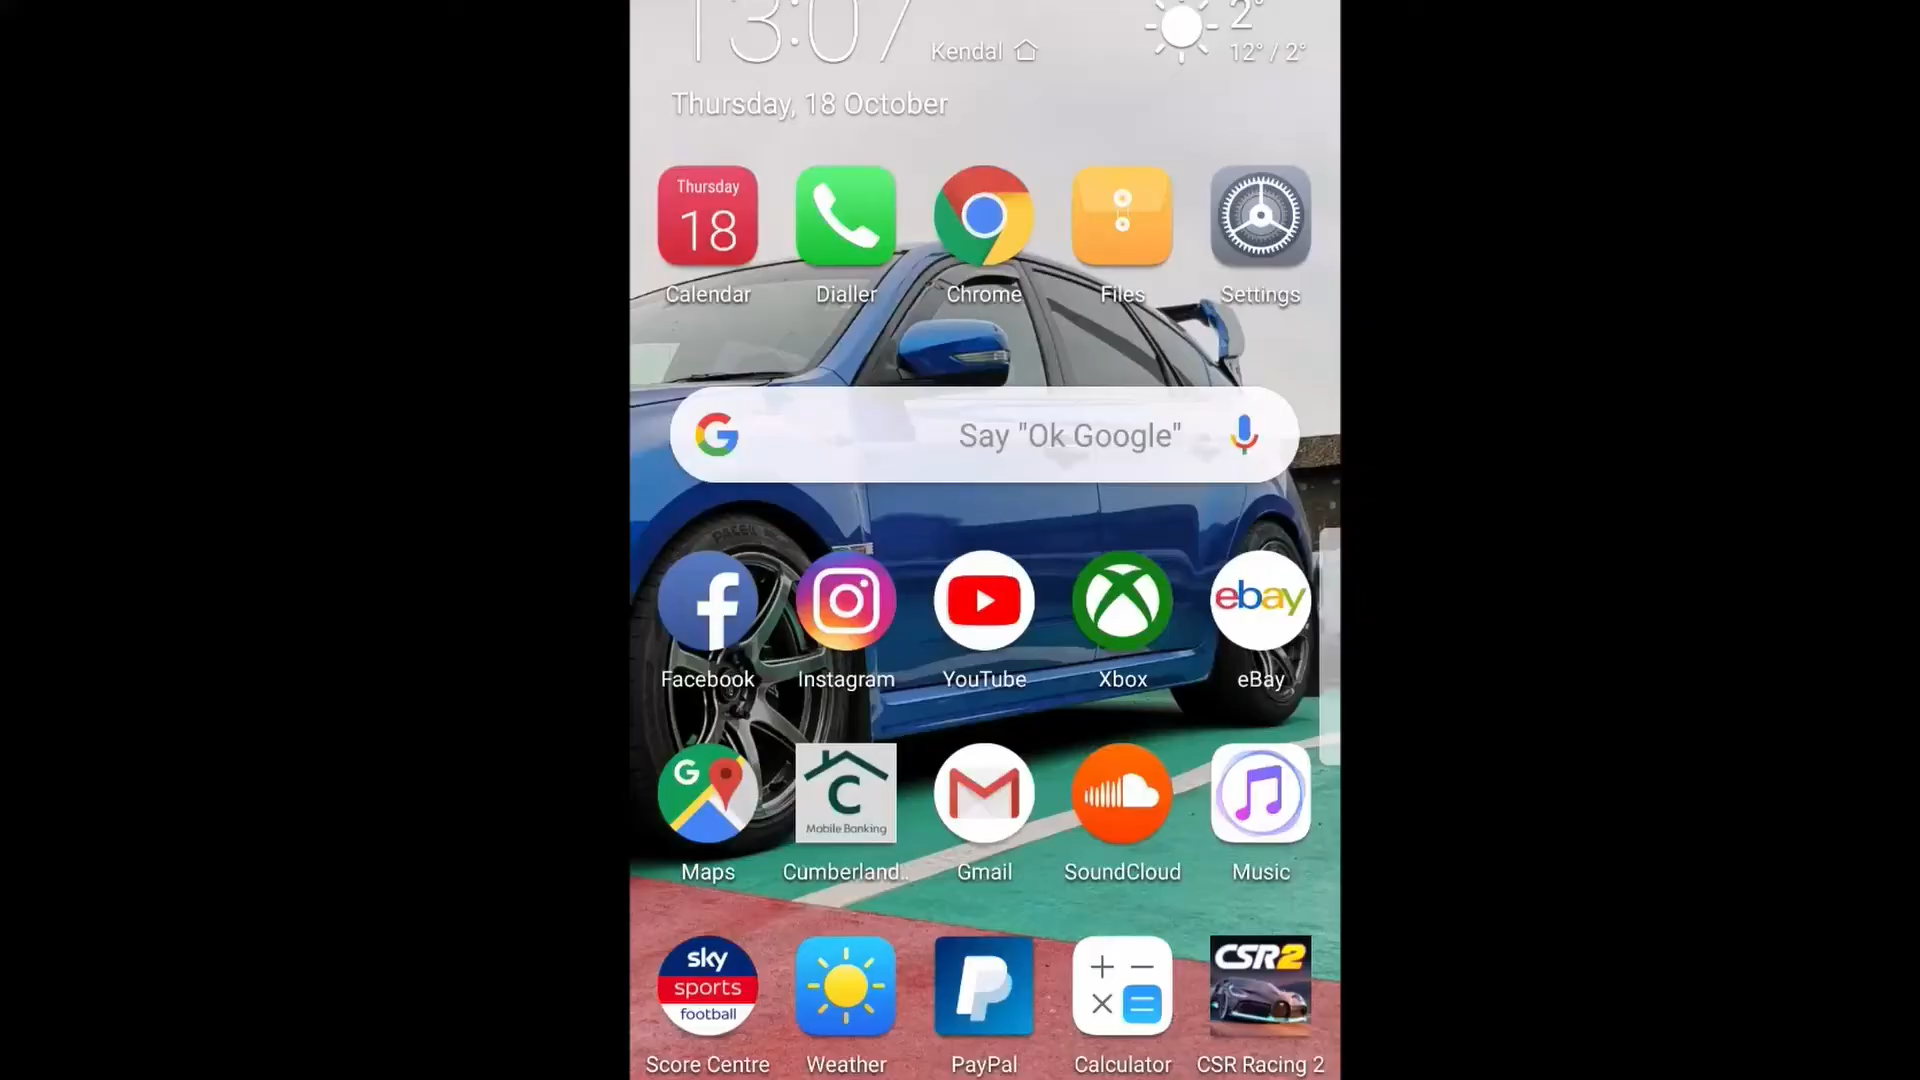 13:07
Kendal
2°
12° / 2°
Thursday, 18 October
Thursday
18
Calendar
Dialler
Chrome
Files
Settings
G
Say "Ok Google"
PACE
f
ebay
Facebook
Instagram
YouTube
Xbox
eBay
G
C
Mobile Banking
Maps
Cumberland..
Gmail
SoundCloud
Music
sky
sports
football
CSR2
Score Centre
Weather
PayPal
Calculator
CSR Racing 2